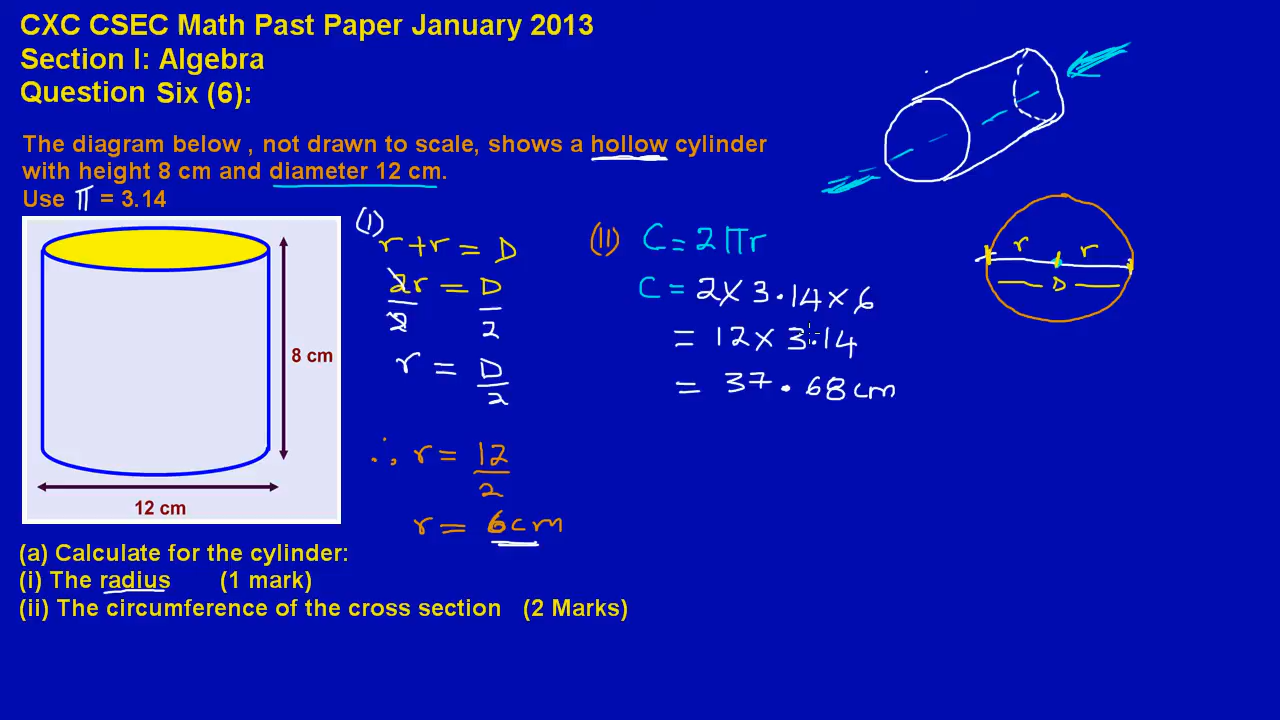 CXC CSEC Math Past Paper January 2013
Section I: Algebra
Question Six (6):
The diagram below , not drawn to scale, shows a hollow cylinder
with height 8 cm and diameter 12 cm.
Use π = 3.14
8 cm
12 cm
(i)
r + r = D
2r = D
2 2
r = D
2
∴ r = 12
2
r = 6cm
(ii) C = 2πr
C = 2 x 3.14 x 6
= 12 x 3.14
= 37.68cm
r r
D
(a) Calculate for the cylinder:
(i) The radius (1 mark)
(ii) The circumference of the cross section (2 Marks)